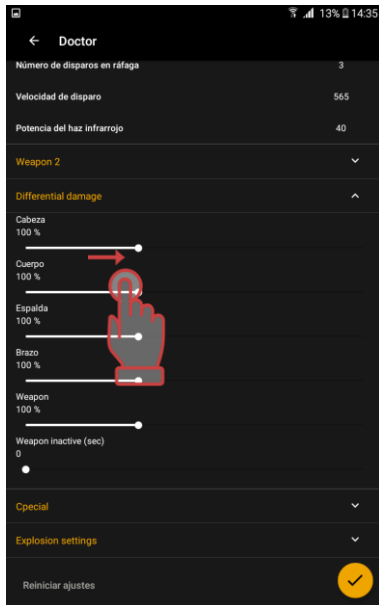 13% 14:35
Doctor
Número de disparos en ráfaga 3
Velocidad de disparo 565
Potencia del haz infrarrojo 40
Weapon 2
Differential damage
Cabeza
100 %
Cuerpo
100 %
Espalda
100 %
Brazo
100 %
Weapon
100 %
Weapon inactive (sec)
0
Cpecial
Explosion settings
Reiniciar ajustes